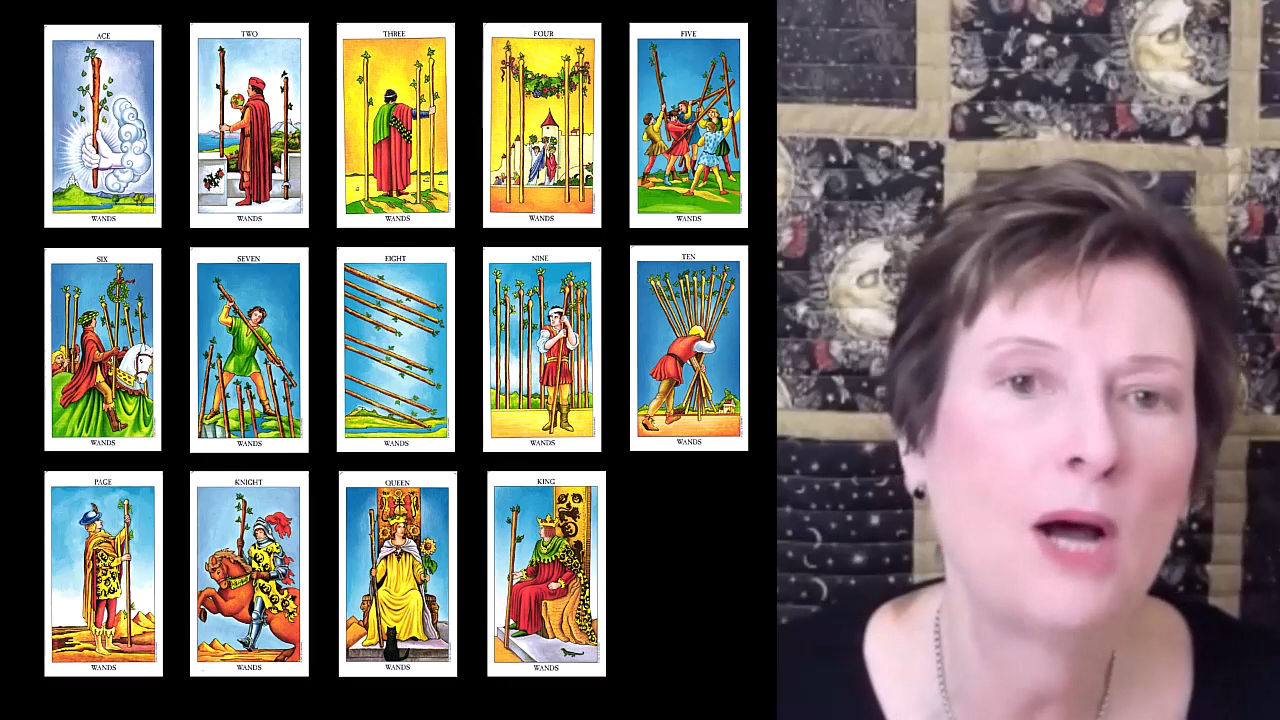 ACE
TWO
THREE
FOUR
FIVE
WANDS
WANDS
WANDS
WANDS
WANDS
SIX
SEVEN
EIGHT
NINE
TEN
WANDS
WANDS
WANDS
WANDS
WANDS
PAGE
KNIGHT
QUEEN
KING
WANDS
WANDS
WANDS
WANDS